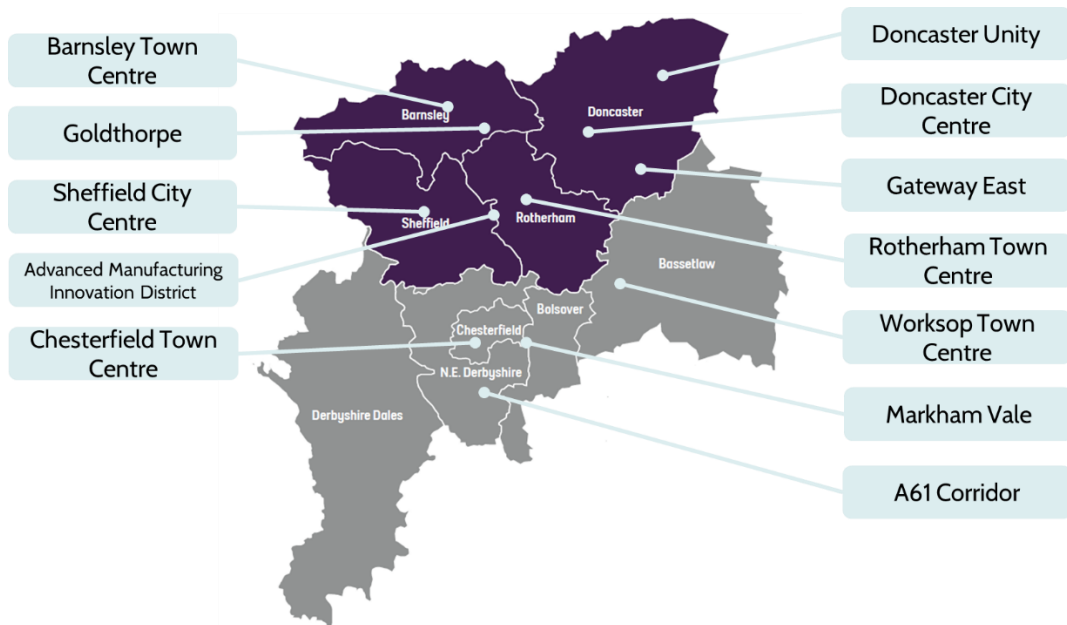 Barnsley Town
Centre
Goldthorpe
Sheffield City
Centre
Advanced Manufacturing
Innovation District
Chesterfield Town
Centre
Barnsley
Doncaster
Sheffield
Rotherham
Bassetlaw
Bolsover
Chesterfield
N.E. Derbyshire
Derbyshire Dales
Doncaster Unity
Doncaster City
Centre
Gateway East
Rotherham Town
Centre
Worksop Town
Centre
Markham Vale
A61 Corridor